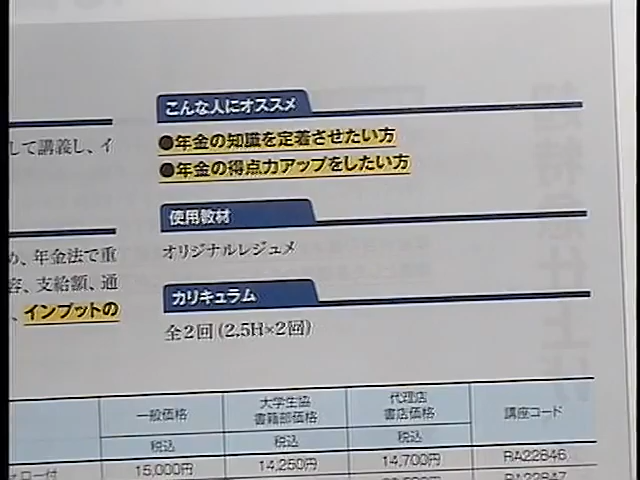 こんな人にオススメ
●年金の知識を定着させたい方
●年金の得点力アップをしたい方
使用教材
オリジナルレジュメ
カリキュラム
全2回(2.5H×2回)
して講義し、イ
め、年金法で重
容、支給額、通
、インプットの
一般価格 大学生協書籍部価格 代理店書店価格 講座コード
税込 税込 税込
ォロー付 15,000円 14,250円 14,700円 RA22646